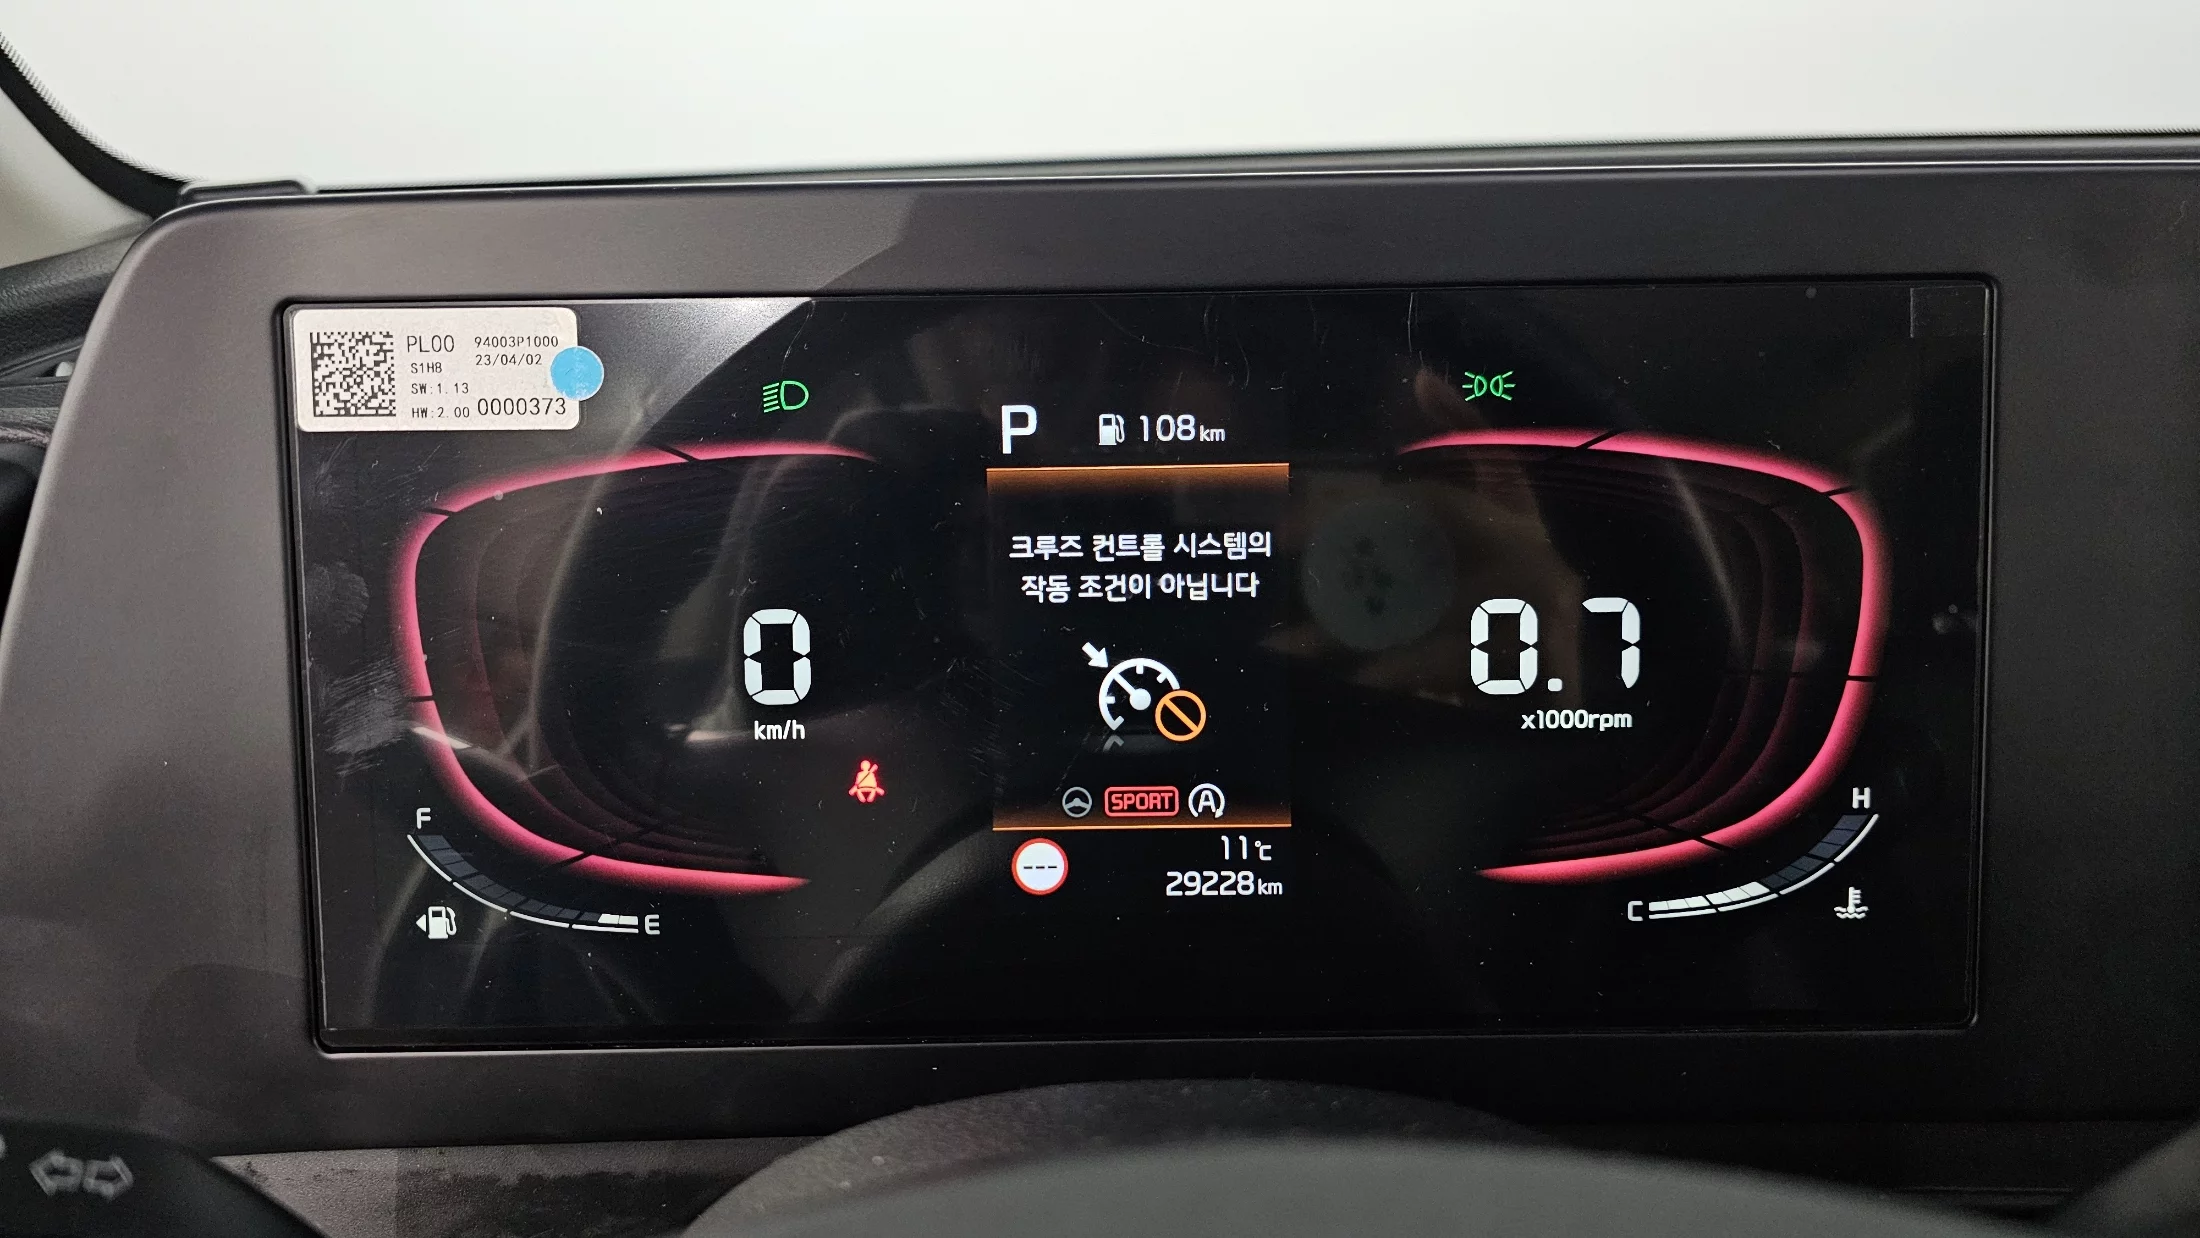 PL00 94003P1000
S1H8 23/04/02
SW:1.13
HW:2.00 0000373
P 108km
크루즈 컨트롤 시스템의
작동 조건이 아닙니다
0
km/h
0.7
x1000rpm
SPORT A
---
11℃
29228km
F
E
H
C